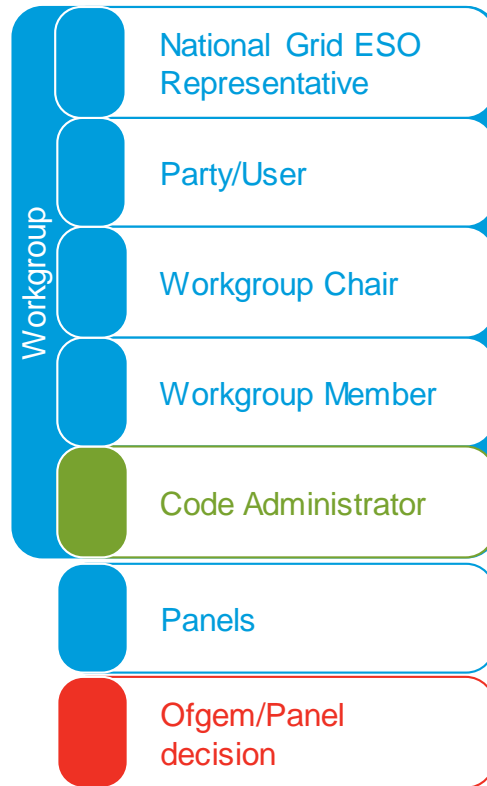 Workgroup
National Grid ESO
Representative
Party/User
Workgroup Chair
Workgroup Member
Code Administrator
Panels
Ofgem/Panel
decision